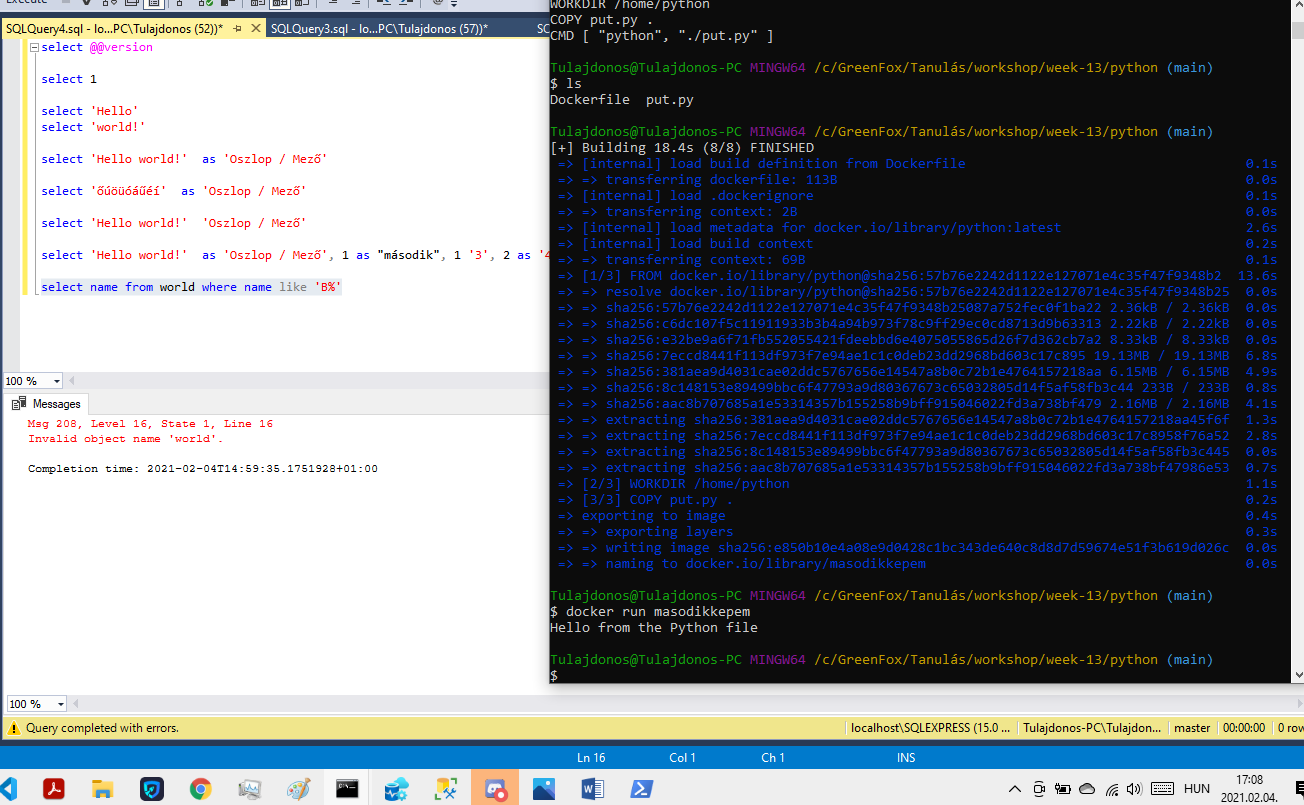 Execute
SQLQuery4.sql - lo...PC\Tulajdonos (52))*
SQLQuery3.sql - lo...PC\Tulajdonos (57))*
select @@version
select 1
select 'Hello'
select 'world!'
select 'Hello world!'  as 'Oszlop / Mező'
select 'őúöüóáűéí'  as 'Oszlop / Mező'
select 'Hello world!'  'Oszlop / Mező'
select 'Hello world!'  as 'Oszlop / Mező', 1 as "második", 1 '3', 2 as '4
select name from world where name like 'B%'
100 %
Messages
Msg 208, Level 16, State 1, Line 16
Invalid object name 'world'.
Completion time: 2021-02-04T14:59:35.1751928+01:00
100 %
Query completed with errors.
localhost\SQLEXPRESS (15.0 ...
Tulajdonos-PC\Tulajdon...
master
00:00:00
0 row
Ln 16
Col 1
Ch 1
INS
WORKDIR /home/python
COPY put.py .
CMD [ "python", "./put.py" ]
Tulajdonos@Tulajdonos-PC MINGW64 /c/GreenFox/Tanulás/workshop/week-13/python (main)
$ ls
Dockerfile  put.py
Tulajdonos@Tulajdonos-PC MINGW64 /c/GreenFox/Tanulás/workshop/week-13/python (main)
[+] Building 18.4s (8/8) FINISHED
=> [internal] load build definition from Dockerfile 0.1s
=> => transferring dockerfile: 113B 0.0s
=> [internal] load .dockerignore 0.1s
=> => transferring context: 2B 0.0s
=> [internal] load metadata for docker.io/library/python:latest 2.6s
=> [internal] load build context 0.2s
=> => transferring context: 69B 0.1s
=> [1/3] FROM docker.io/library/python@sha256:57b76e2242d1122e127071e4c35f47f9348b2 13.6s
=> => resolve docker.io/library/python@sha256:57b76e2242d1122e127071e4c35f47f9348b25 0.0s
=> => sha256:57b76e2242d1122e127071e4c35f47f9348b25087a752fec0f1ba22 2.36kB / 2.36kB 0.0s
=> => sha256:c6dc107f5c11911933b3b4a94b973f78c9ff29ec0cd8713d9b63313 2.22kB / 2.22kB 0.0s
=> => sha256:e32be9a6f71fb552055421fdeebbd6e4075055865d26f7d362cb7a2 8.33kB / 8.33kB 0.0s
=> => sha256:7eccd8441f113df973f7e94ae1c1c0deb23dd2968bd603c17c895 19.13MB / 19.13MB 6.8s
=> => sha256:381aea9d4031cae02ddc5767656e14547a8b0c72b1e4764157218aa 6.15MB / 6.15MB 4.9s
=> => sha256:8c148153e89499bbc6f47793a9d80367673c65032805d14f5af58fb3c44 233B / 233B 0.8s
=> => sha256:aac8b707685a1e53314357b155258b9bff915046022fd3a738bf479 2.16MB / 2.16MB 4.1s
=> => extracting sha256:381aea9d4031cae02ddc5767656e14547a8b0c72b1e4764157218aa45f6f 1.3s
=> => extracting sha256:7eccd8441f113df973f7e94ae1c1c0deb23dd2968bd603c17c8958f76a52 2.8s
=> => extracting sha256:8c148153e89499bbc6f47793a9d80367673c65032805d14f5af58fb3c445 0.0s
=> => extracting sha256:aac8b707685a1e53314357b155258b9bff915046022fd3a738bf47986e53 0.7s
=> [2/3] WORKDIR /home/python 1.1s
=> [3/3] COPY put.py . 0.2s
=> exporting to image 0.4s
=> => exporting layers 0.3s
=> => writing image sha256:e850b10e4a08e9d0428c1bc343de640c8d8d7d59674e51f3b619d026c 0.0s
=> => naming to docker.io/library/masodikkepem 0.0s
Tulajdonos@Tulajdonos-PC MINGW64 /c/GreenFox/Tanulás/workshop/week-13/python (main)
$ docker run masodikkepem
Hello from the Python file
Tulajdonos@Tulajdonos-PC MINGW64 /c/GreenFox/Tanulás/workshop/week-13/python (main)
$
HUN
17:08
2021.02.04.